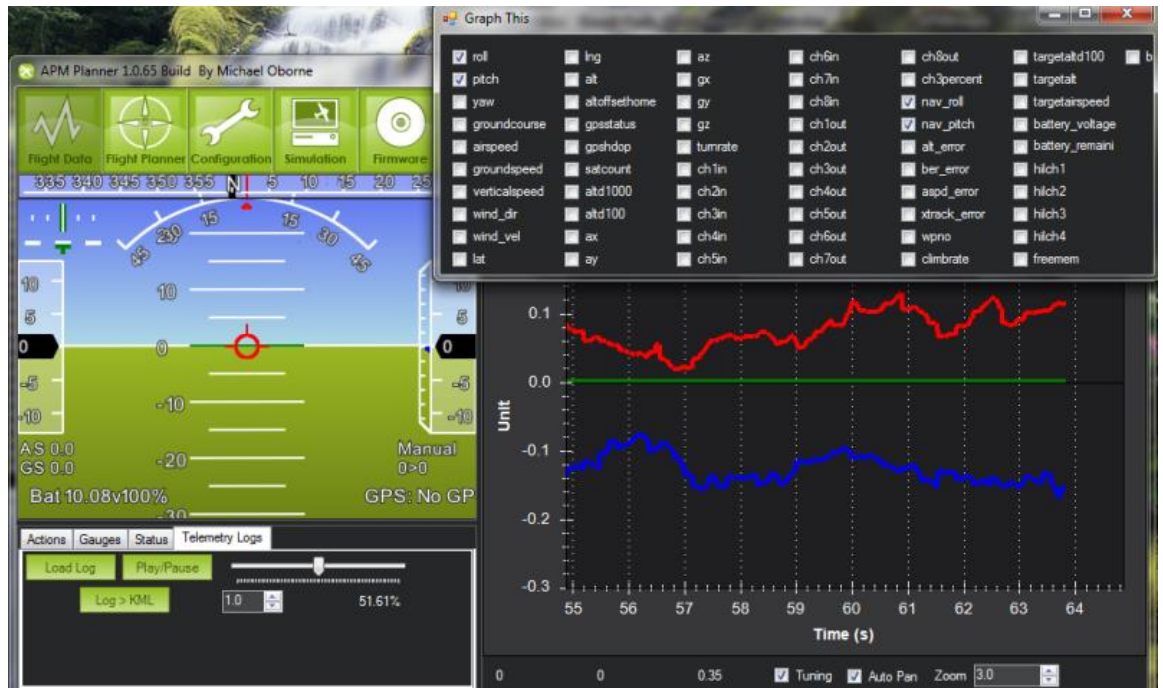 Graph This
roll lng az ch6in ch8out targetaltd100 b
pitch alt gx ch7in ch3percent targetalt
yaw altoffsethome gy ch8in nav_roll targetairspeed
groundcourse gpsstatus gz ch1out nav_pitch battery_voltage
airspeed gpshdop turnrate ch2out alt_error battery_remaini
groundspeed satcount ch1in ch3out ber_error hilch1
verticalspeed altd1000 ch2in ch4out aspd_error hilch2
wind_dir altd100 ch3in ch5out xtrack_error hilch3
wind_vel ax ch4in ch6out wpno hilch4
lat ay ch5in ch7out climbrate freemem
APM Planner 1.0.65 Build By Michael Oborne
Flight Data Flight Planner Configuration Simulation Firmware
335 340 345 350 355 N 5 10 15 20 25
45 30 15 15 30 45
10 10 10
5 5
0 0 0
-5 -5
-10 -10 -10
AS 0.0 Manual
GS 0.0 -20 0>0
Bat 10.08v100% GPS: No GP
-30
Actions Gauges Status Telemetry Logs
Load Log Play/Pause
Log > KML 1.0 51.61%
0.1
0.0
-0.1
-0.2
-0.3
Unit
55 56 57 58 59 60 61 62 63 64
Time (s)
0 0 0.35 Tuning Auto Pan Zoom 3.0